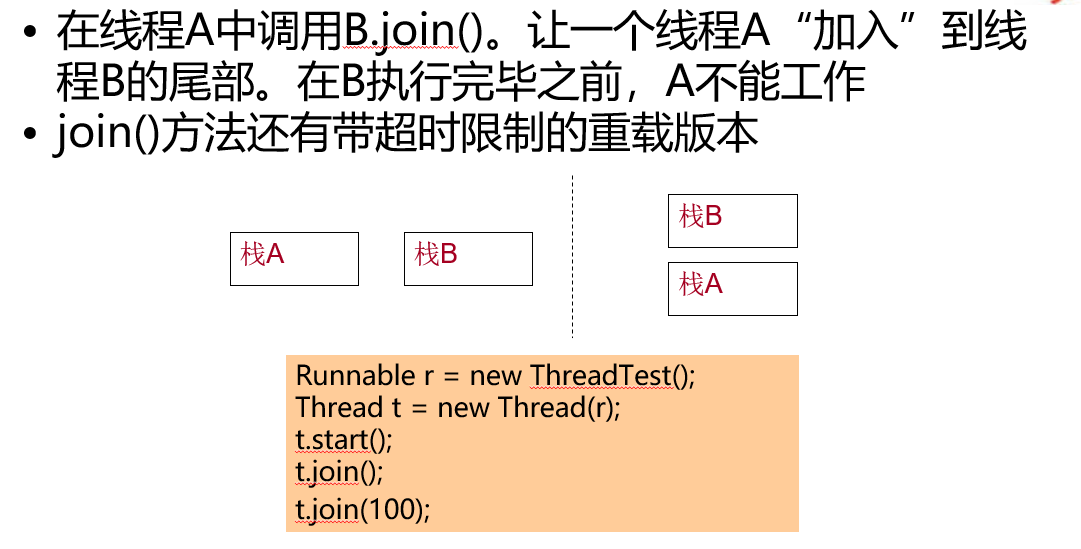 • 在线程A中调用B.join()。让一个线程A“加入”到线
程B的尾部。在B执行完毕之前，A不能工作
• join()方法还有带超时限制的重载版本
栈A
栈B
栈B
栈A
Runnable r = new ThreadTest();
Thread t = new Thread(r);
t.start();
t.join();
t.join(100);